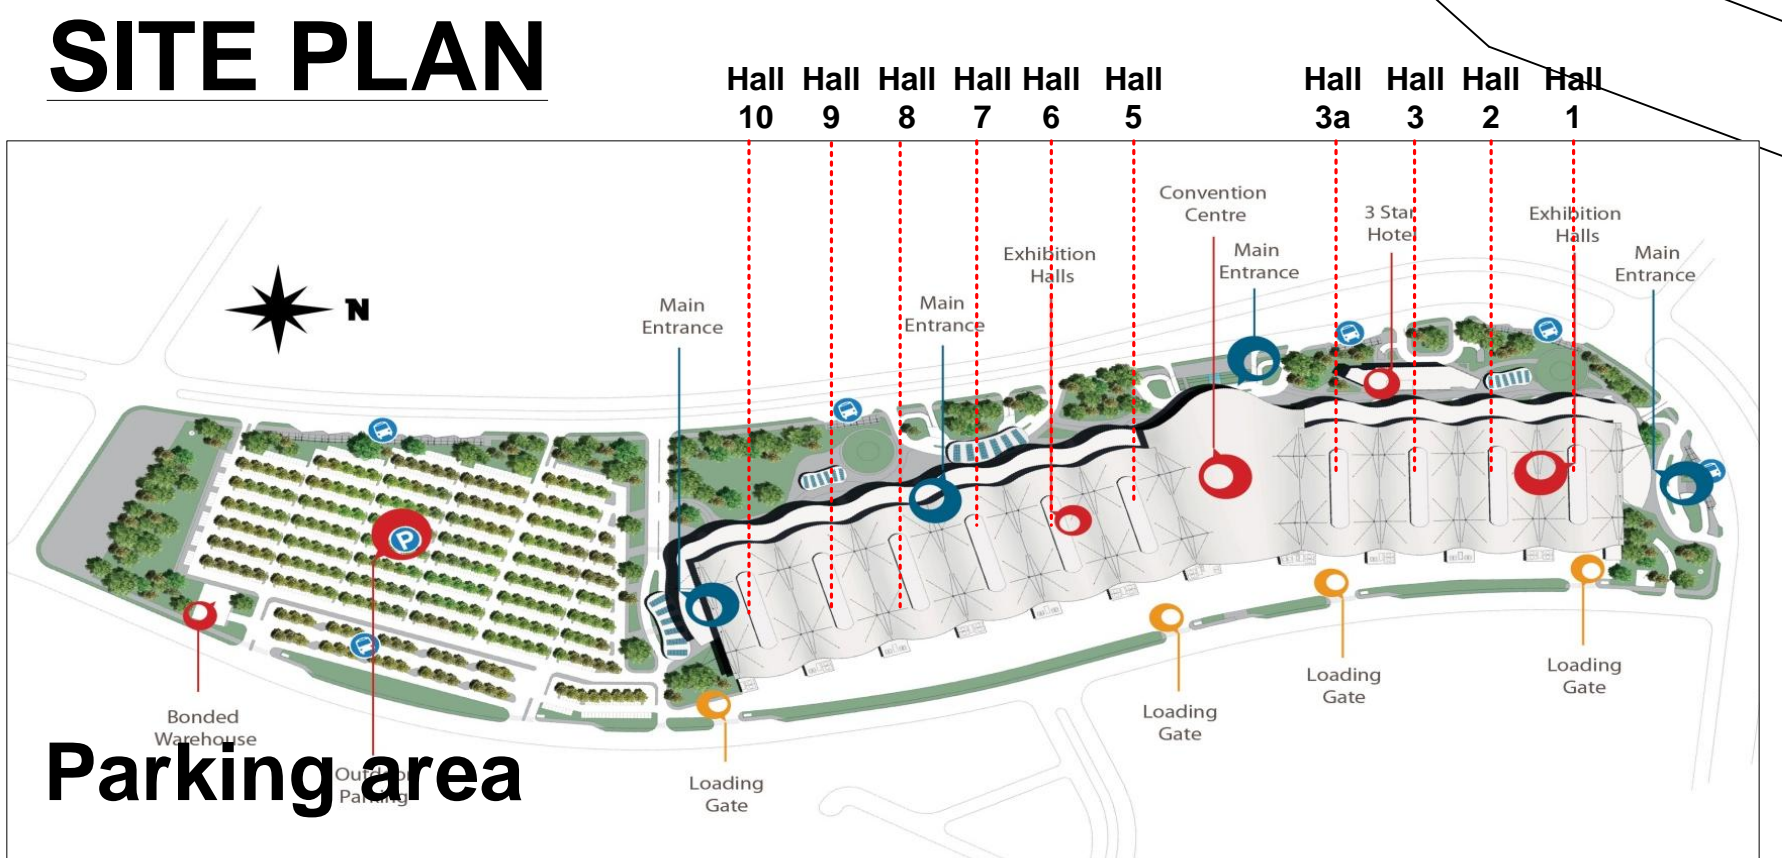 SITE PLAN
Hall 10
Hall 9
Hall 8
Hall 7
Hall 6
Hall 5
Hall 3a
Hall 3
Hall 2
Hall 1
Convention
Centre
3 Star
Hotel
Exhibition
Halls
Exhibition
Halls
Main
Entrance
Main
Entrance
Main
Entrance
Main
Entrance
N
P
Bonded
Warehouse
Outdoor
Parking
Parking area
Loading
Gate
Loading
Gate
Loading
Gate
Loading
Gate